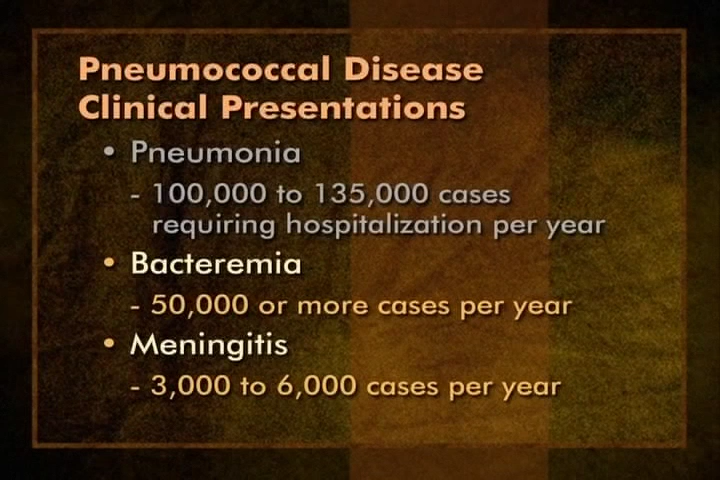 Pneumococcal Disease
Clinical Presentations
• Pneumonia
- 100,000 to 135,000 cases
requiring hospitalization per year
• Bacteremia
- 50,000 or more cases per year
• Meningitis
- 3,000 to 6,000 cases per year